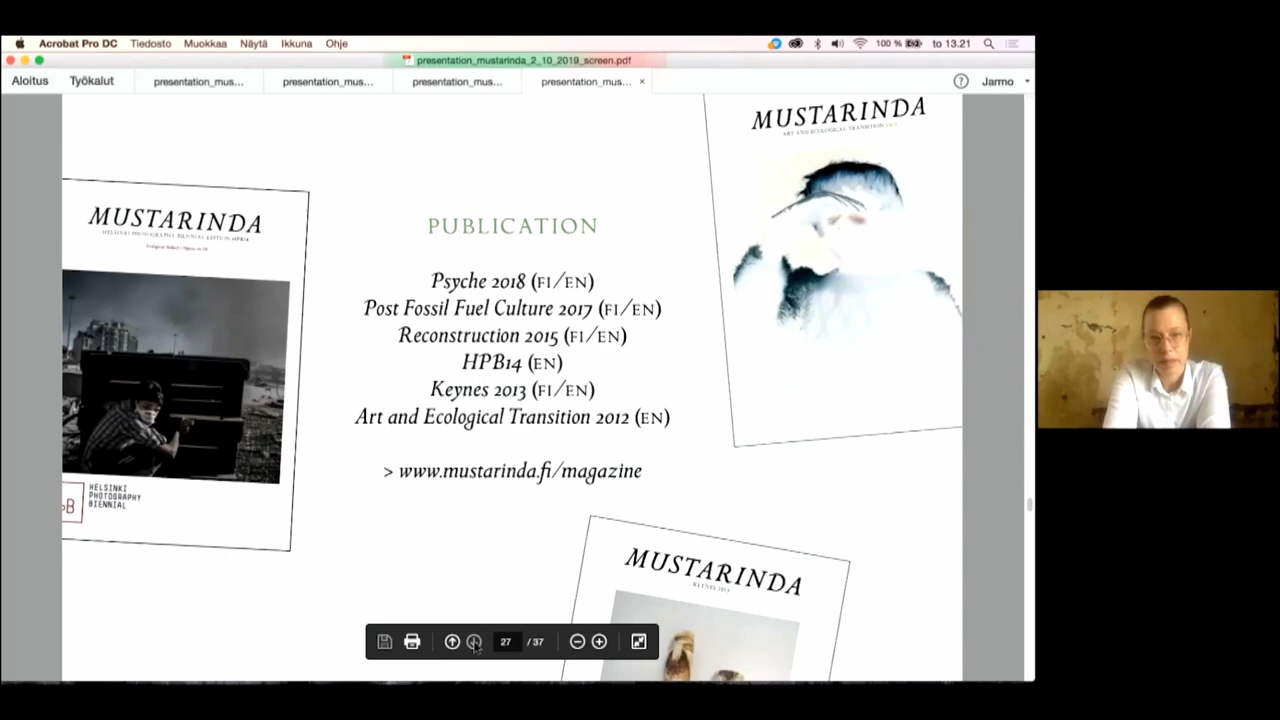 Acrobat Pro DC Tiedosto Muokkaa Näytä Ikkuna Ohje 100 % to 13.21
presentation_mustarinda_2_10_2019_screen.pdf
Aloitus Työkalut presentation_mus... presentation_mus... presentation_mus... presentation_mus... × ? Jarmo
MUSTARINDA
ART AND ECOLOGICAL TRANSITION
MUSTARINDA
HELSINKI PHOTOGRAPHY BIENNIAL EDITION HPB14
HELSINKI
PHOTOGRAPHY
BIENNIAL
PUBLICATION
Psyche 2018 (FI/EN)
Post Fossil Fuel Culture 2017 (FI/EN)
Reconstruction 2015 (FI/EN)
HPB14 (EN)
Keynes 2013 (FI/EN)
Art and Ecological Transition 2012 (EN)
> www.mustarinda.fi/magazine
MUSTARINDA
KEYNES 2013
27 / 37